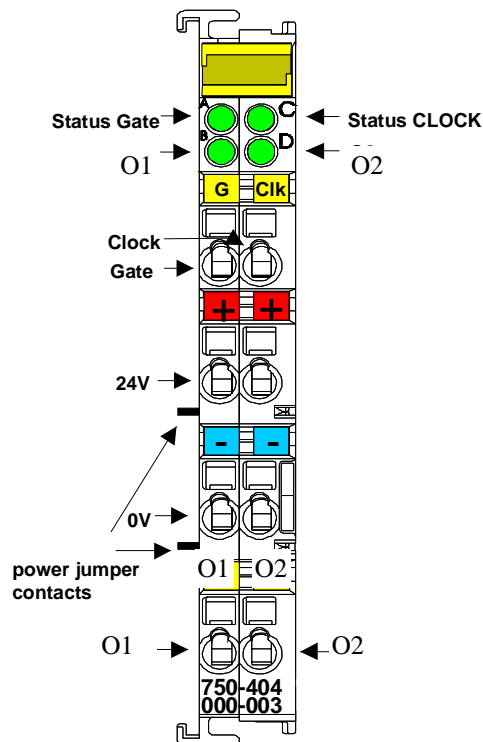 A
C
Status Gate
Status CLOCK
B
D
O1
O2
G
Clk
Clock
Gate
+
+
24V
-
-
0V
power jumper
contacts
O1
O2
O1
O2
750-404
000-003